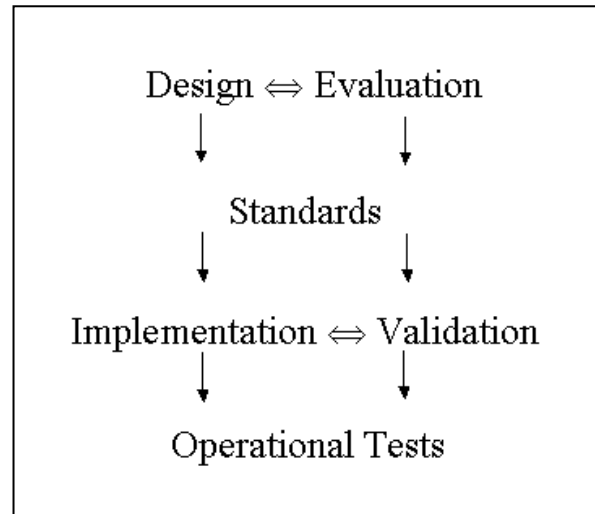 Design ⇔ Evaluation
Standards
Implementation ⇔ Validation
Operational Tests